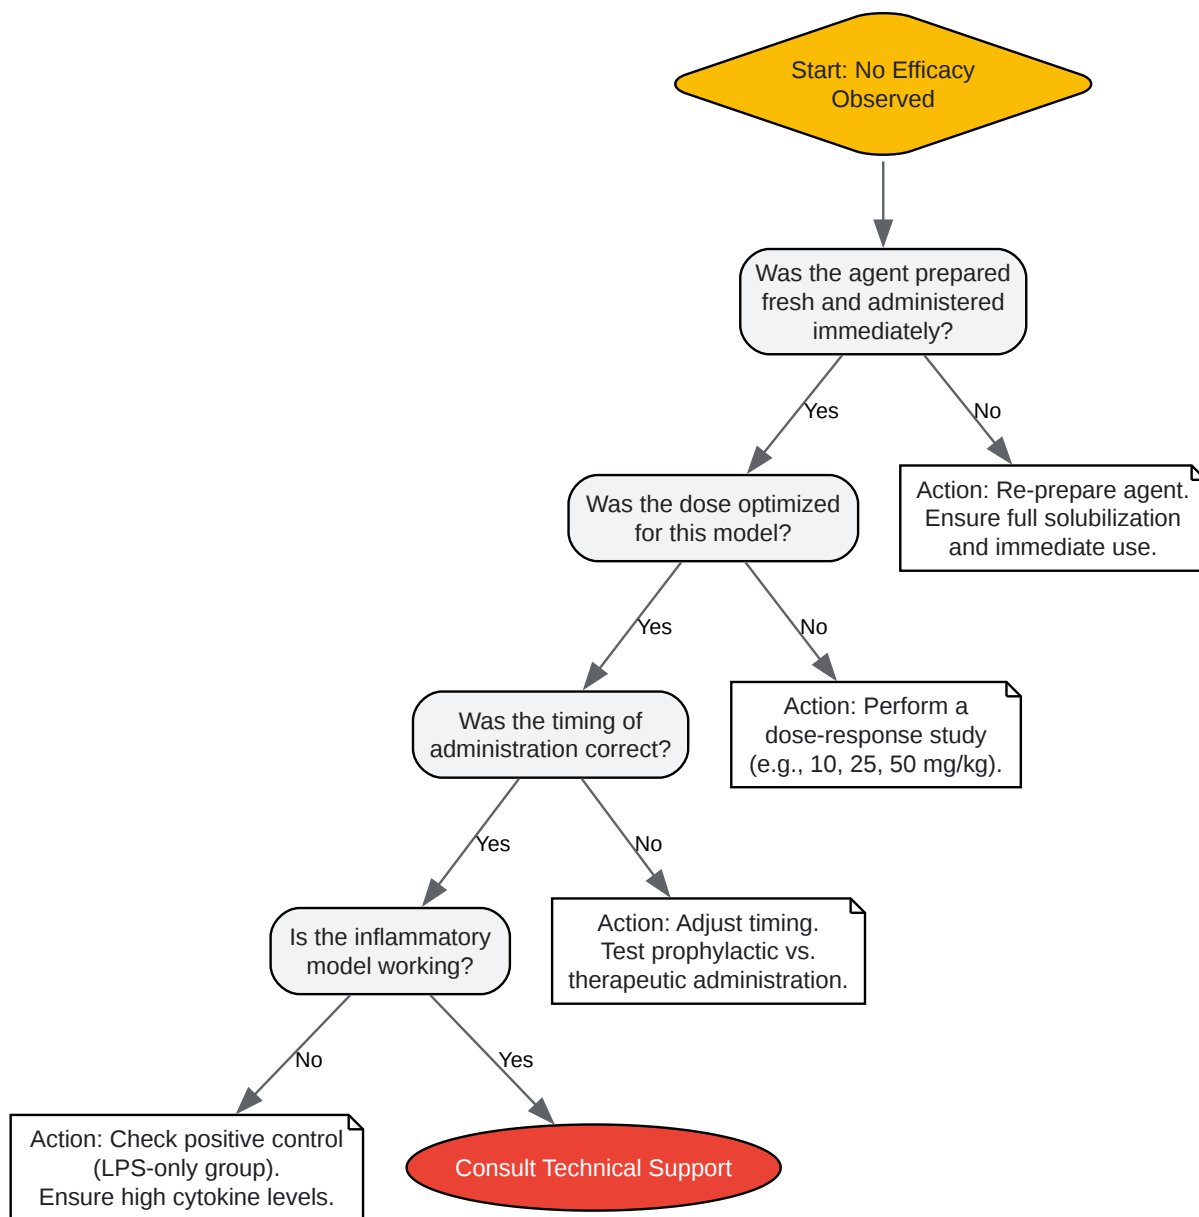 Start: No Efficacy
Observed
Was the agent prepared
fresh and administered
immediately?
Yes
No
Was the dose optimized
for this model?
Action: Re-prepare agent.
Ensure full solubilization
and immediate use.
Yes
No
Was the timing of
administration correct?
Action: Perform a
dose-response study
(e.g., 10, 25, 50 mg/kg).
Yes
No
Is the inflammatory
model working?
Action: Adjust timing.
Test prophylactic vs.
therapeutic administration.
No
Yes
Action: Check positive control
(LPS-only group).
Ensure high cytokine levels.
Consult Technical Support